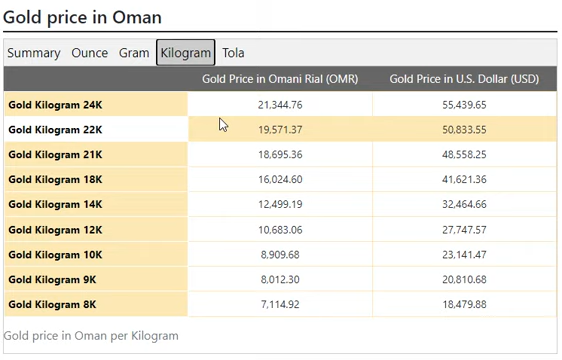 Gold price in Oman
Summary Ounce Gram Kilogram Tola
Gold Price in Omani Rial (OMR) Gold Price in U.S. Dollar (USD)
Gold Kilogram 24K 21,344.76 55,439.65
Gold Kilogram 22K 19,571.37 50,833.55
Gold Kilogram 21K 18,695.36 48,558.25
Gold Kilogram 18K 16,024.60 41,621.36
Gold Kilogram 14K 12,499.19 32,464.66
Gold Kilogram 12K 10,683.06 27,747.57
Gold Kilogram 10K 8,909.68 23,141.47
Gold Kilogram 9K 8,012.30 20,810.68
Gold Kilogram 8K 7,114.92 18,479.88
Gold price in Oman per Kilogram